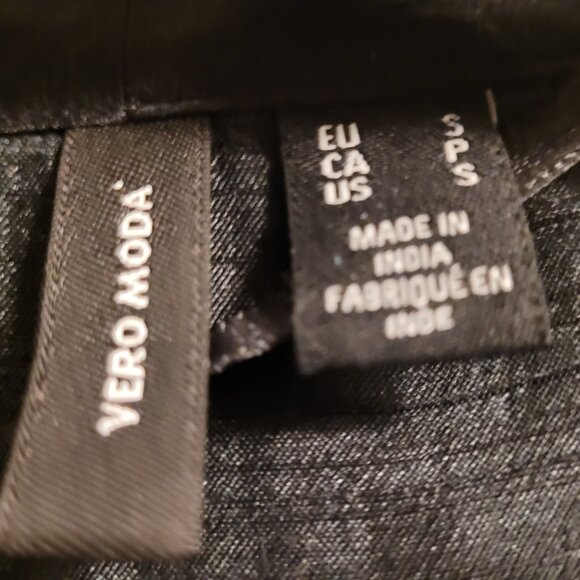 VERO MODA
EU S
CA P
US S
MADE IN
INDIA
FABRIQUÉ EN
INDE